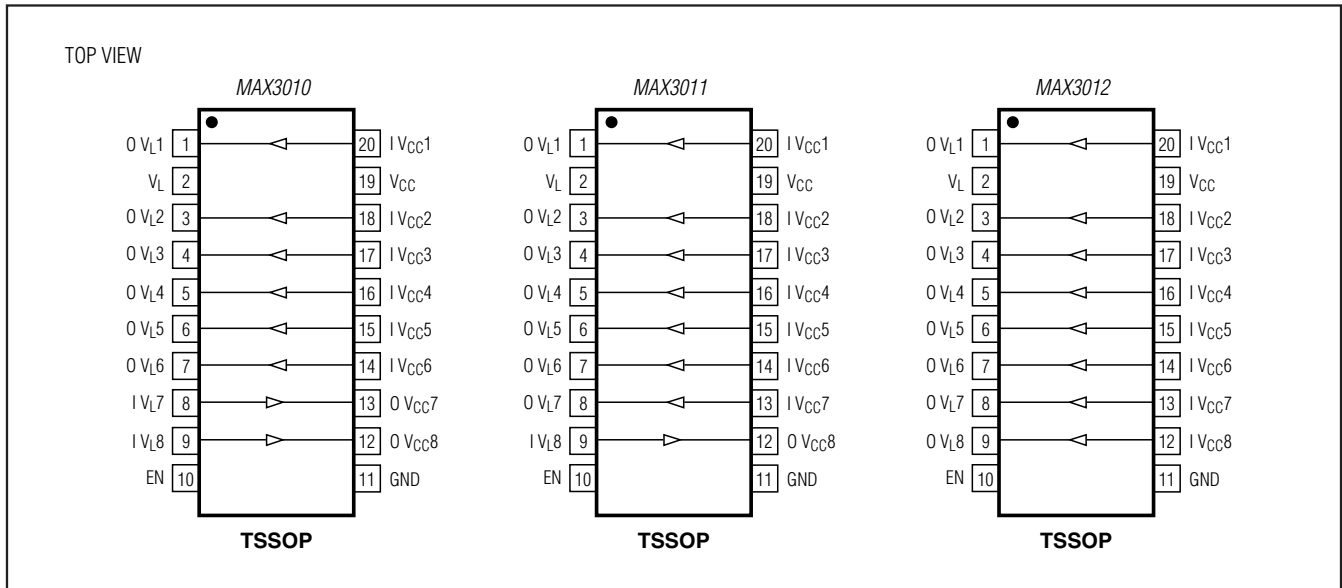 TOP VIEW
MAX3010
O VL1 1 20 I VCC1
VL 2 19 VCC
O VL2 3 18 I VCC2
O VL3 4 17 I VCC3
O VL4 5 16 I VCC4
O VL5 6 15 I VCC5
O VL6 7 14 I VCC6
I VL7 8 13 O VCC7
I VL8 9 12 O VCC8
EN 10 11 GND
TSSOP
MAX3011
O VL1 1 20 I VCC1
VL 2 19 VCC
O VL2 3 18 I VCC2
O VL3 4 17 I VCC3
O VL4 5 16 I VCC4
O VL5 6 15 I VCC5
O VL6 7 14 I VCC6
O VL7 8 13 I VCC7
I VL8 9 12 O VCC8
EN 10 11 GND
TSSOP
MAX3012
O VL1 1 20 I VCC1
VL 2 19 VCC
O VL2 3 18 I VCC2
O VL3 4 17 I VCC3
O VL4 5 16 I VCC4
O VL5 6 15 I VCC5
O VL6 7 14 I VCC6
O VL7 8 13 I VCC7
O VL8 9 12 I VCC8
EN 10 11 GND
TSSOP